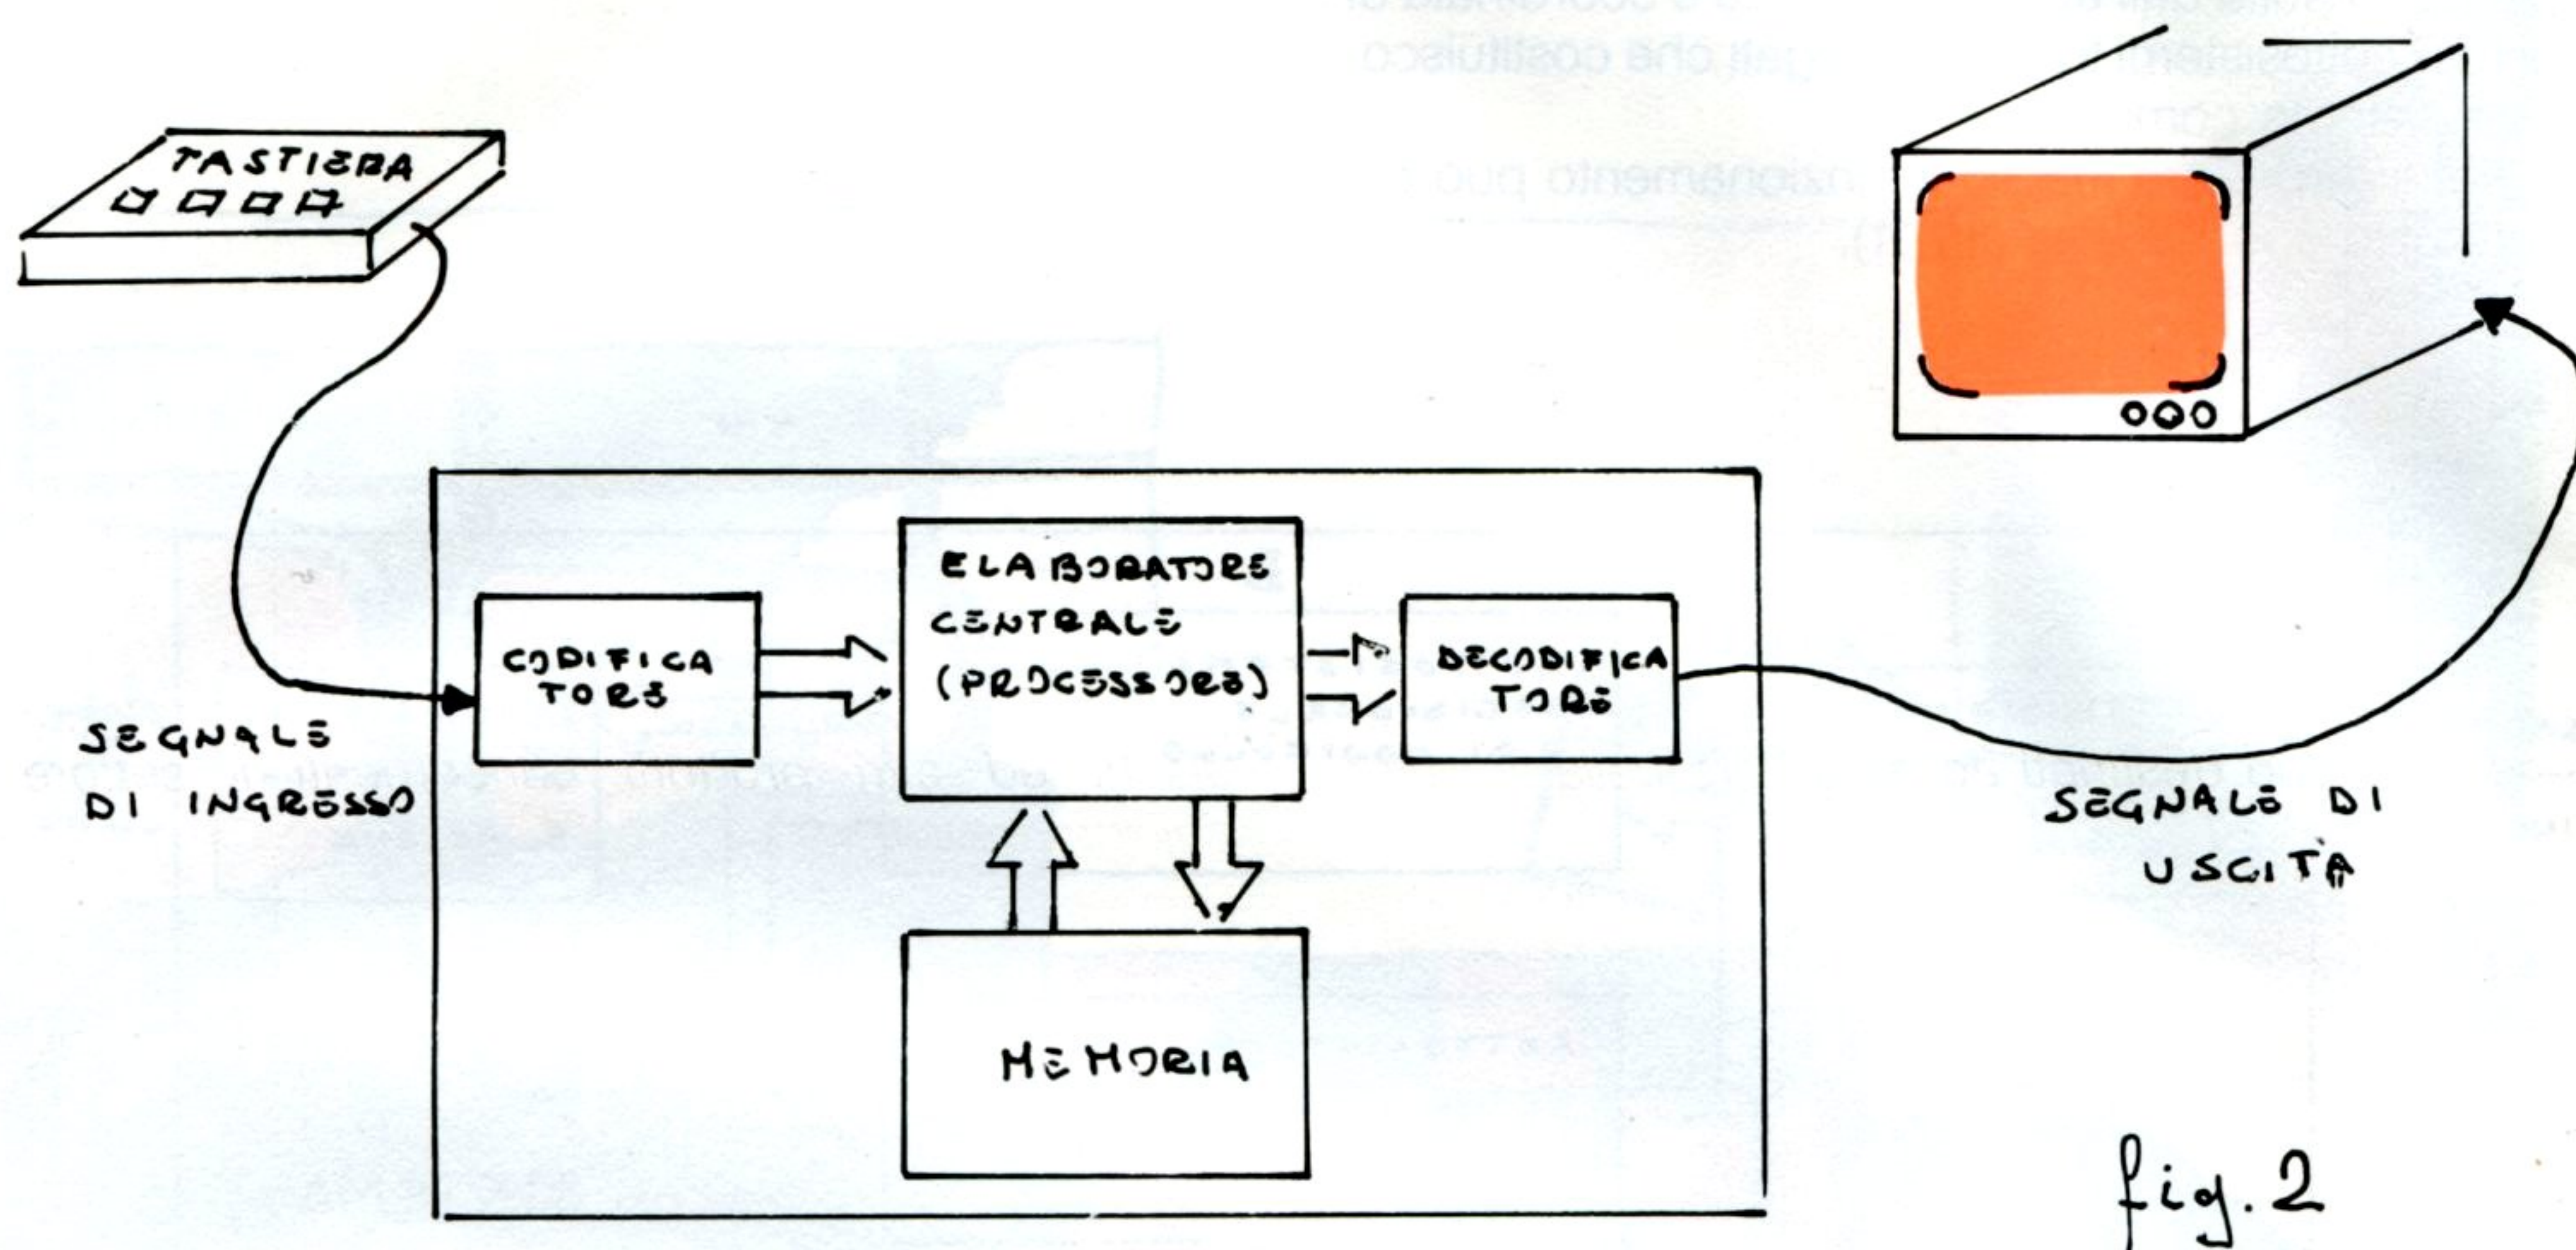 TASTIERA
SEGNALE
DI INGRESSO
CODIFICA
TORE
ELABORATORE
CENTRALE
(PROCESSORE)
DECODIFICA
TORE
MEMORIA
SEGNALE DI
USCITA
fig. 2